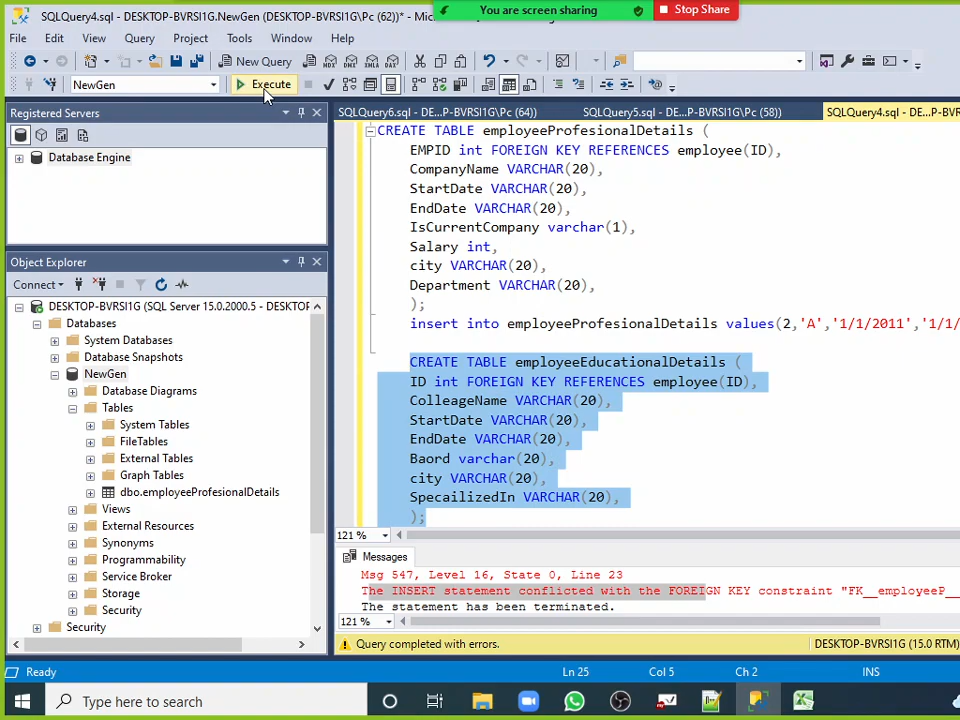 You are screen sharing
Stop Share
SQLQuery4.sql - DESKTOP-BVRSI1G.NewGen (DESKTOP-BVRSI1G\Pc (62))* - Mic
File Edit View Query Project Tools Window Help
New Query
NewGen Execute
Registered Servers
Database Engine
Object Explorer
Connect
DESKTOP-BVRSI1G (SQL Server 15.0.2000.5 - DESKTOP
Databases
System Databases
Database Snapshots
NewGen
Database Diagrams
Tables
System Tables
FileTables
External Tables
Graph Tables
dbo.employeeProfesionalDetails
Views
External Resources
Synonyms
Programmability
Service Broker
Storage
Security
Security
SQLQuery6.sql - DE...P-BVRSI1G\Pc (64)) SQLQuery5.sql - DE...P-BVRSI1G\Pc (58)) SQLQuery4.sql - DE...P-BVRS
CREATE TABLE employeeProfesionalDetails (
EMPID int FOREIGN KEY REFERENCES employee(ID),
CompanyName VARCHAR(20),
StartDate VARCHAR(20),
EndDate VARCHAR(20),
IsCurrentCompany varchar(1),
Salary int,
city VARCHAR(20),
Department VARCHAR(20),
);
insert into employeeProfesionalDetails values(2,'A','1/1/2011','1/1/
CREATE TABLE employeeEducationalDetails (
ID int FOREIGN KEY REFERENCES employee(ID),
ColleageName VARCHAR(20),
StartDate VARCHAR(20),
EndDate VARCHAR(20),
Baord varchar(20),
city VARCHAR(20),
SpecailizedIn VARCHAR(20),
);
121 %
Messages
Msg 547, Level 16, State 0, Line 23
The INSERT statement conflicted with the FOREIGN KEY constraint "FK__employeeP__
The statement has been terminated.
121 %
Query completed with errors. DESKTOP-BVRSI1G (15.0 RTM)
Ready Ln 25 Col 5 Ch 2 INS
Type here to search